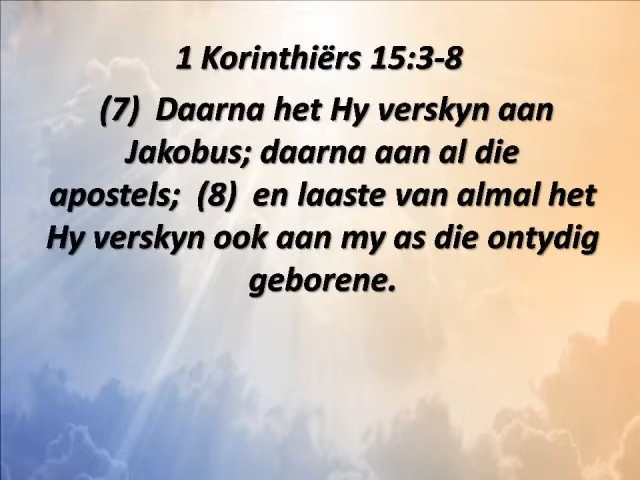 1 Korinthiërs 15:3-8
(7)  Daarna het Hy verskyn aan
Jakobus; daarna aan al die
apostels;  (8)  en laaste van almal het
Hy verskyn ook aan my as die ontydig
geborene.